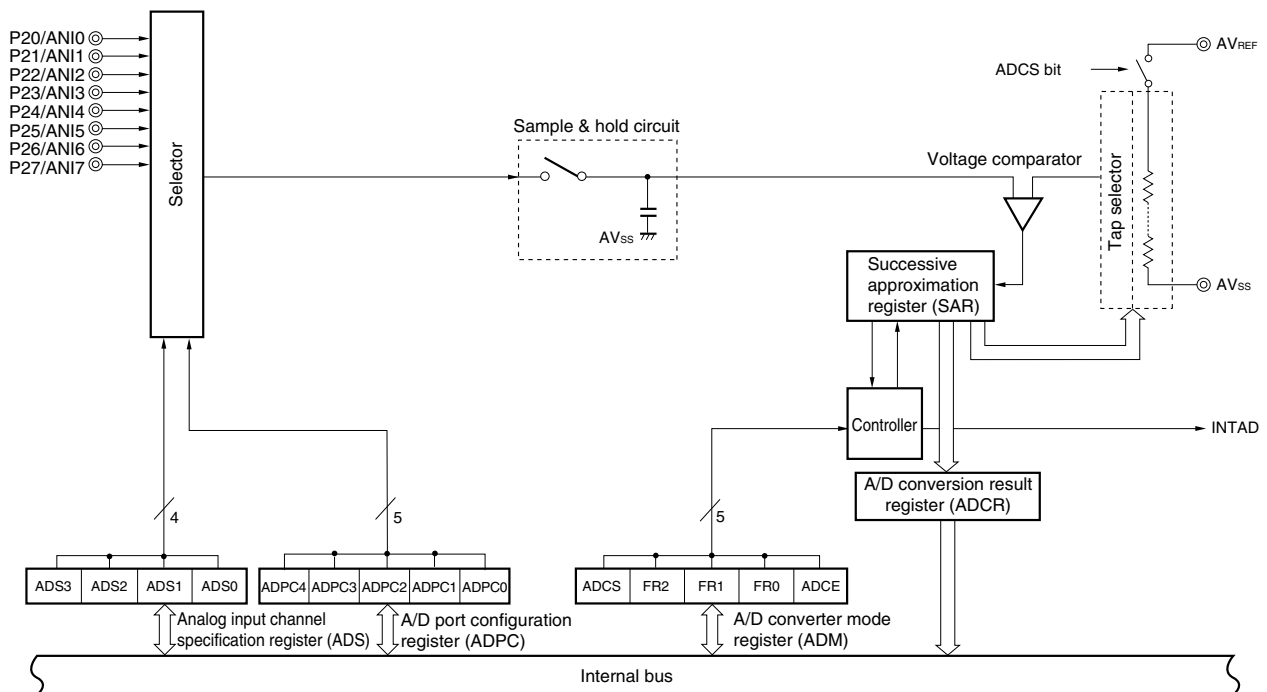 P20/ANI0
P21/ANI1
P22/ANI2
P23/ANI3
P24/ANI4
P25/ANI5
P26/ANI6
P27/ANI7
Selector
Sample & hold circuit
AVSS
Voltage comparator
ADCS bit
AVREF
Tap selector
AVSS
Successive
approximation
register (SAR)
Controller
INTAD
A/D conversion result
register (ADCR)
4
5
5
ADS3 ADS2 ADS1 ADS0
ADPC4 ADPC3 ADPC2 ADPC1 ADPC0
ADCS FR2 FR1 FR0 ADCE
Analog input channel
specification register (ADS)
A/D port configuration
register (ADPC)
A/D converter mode
register (ADM)
Internal bus